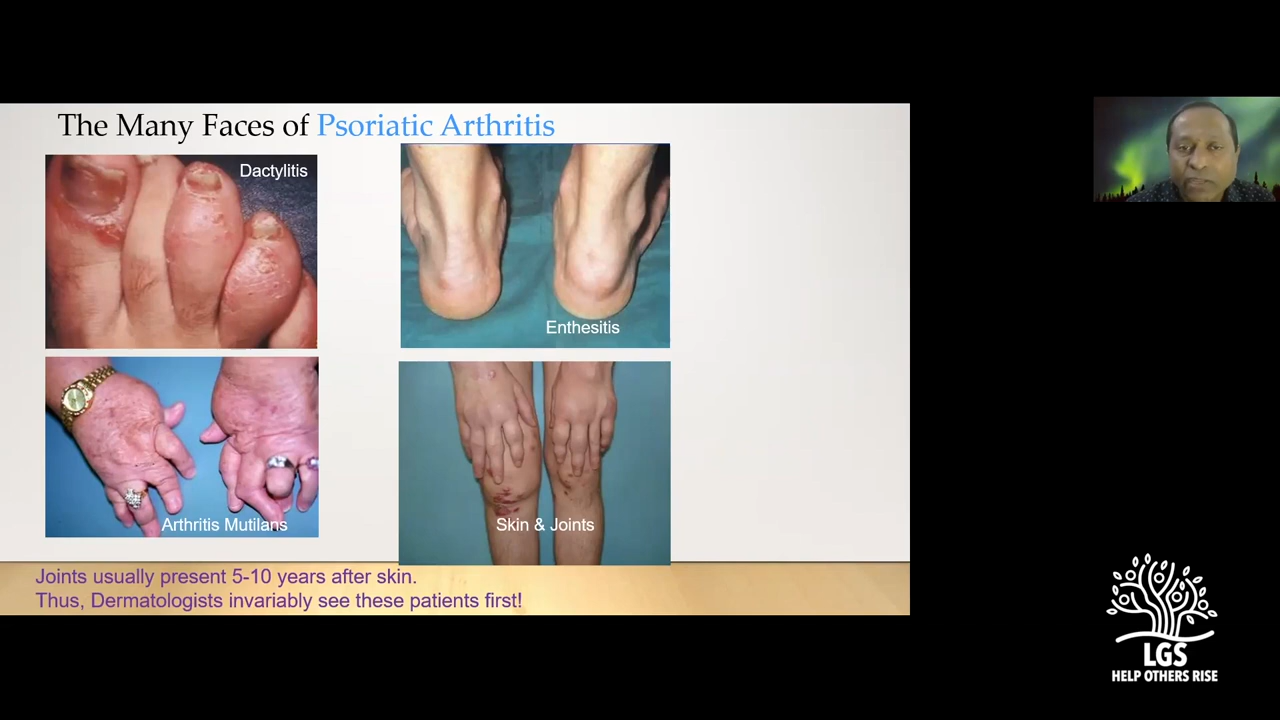 The Many Faces of Psoriatic Arthritis
Dactylitis
Enthesitis
Arthritis Mutilans
Skin & Joints
Joints usually present 5-10 years after skin.
Thus, Dermatologists invariably see these patients first!
LGS
HELP OTHERS RISE